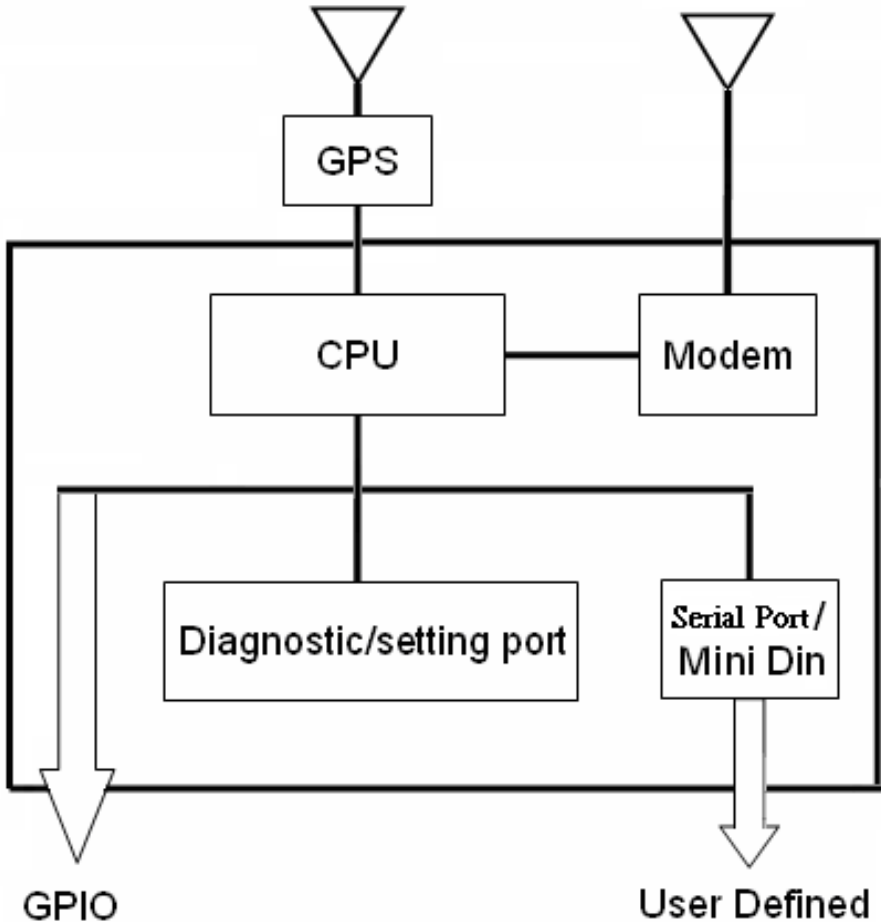 GPS
CPU
Modem
Diagnostic/setting port
Serial Port/
Mini Din
GPIO
User Defined